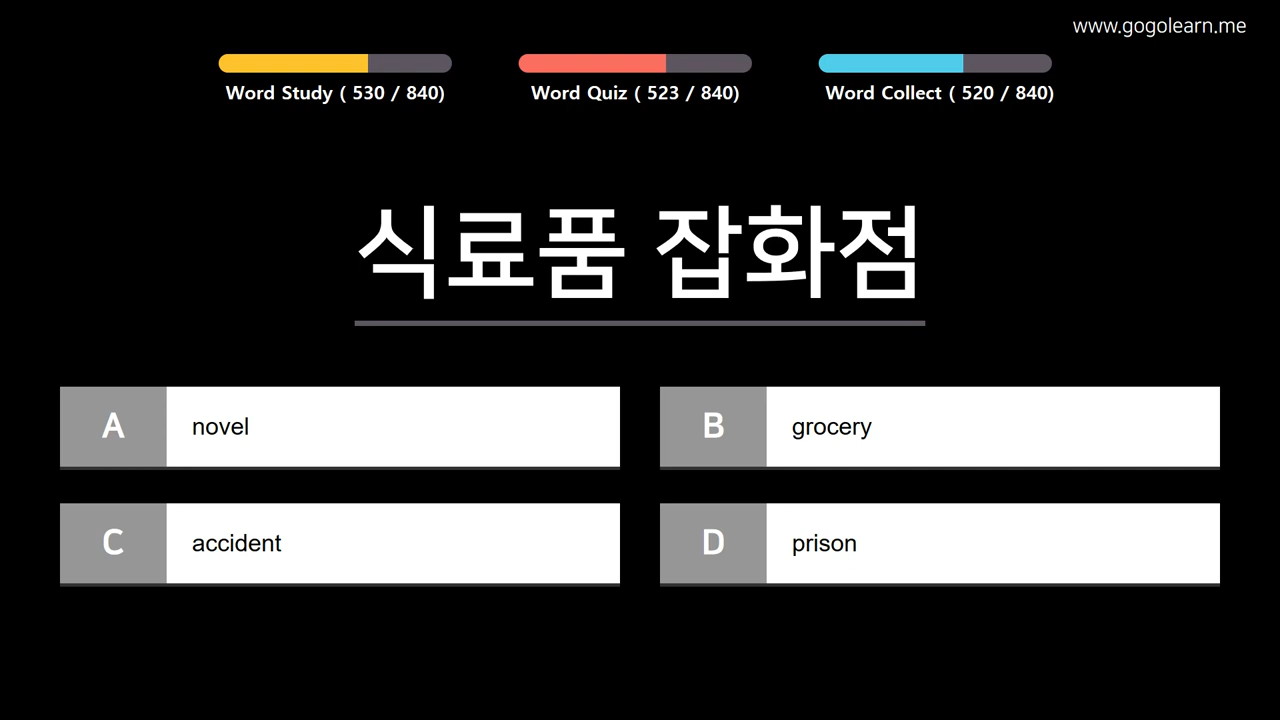 www.gogolearn.me
Word Study ( 530 / 840)
Word Quiz ( 523 / 840)
Word Collect ( 520 / 840)
식료품 잡화점
A novel
B grocery
C accident
D prison